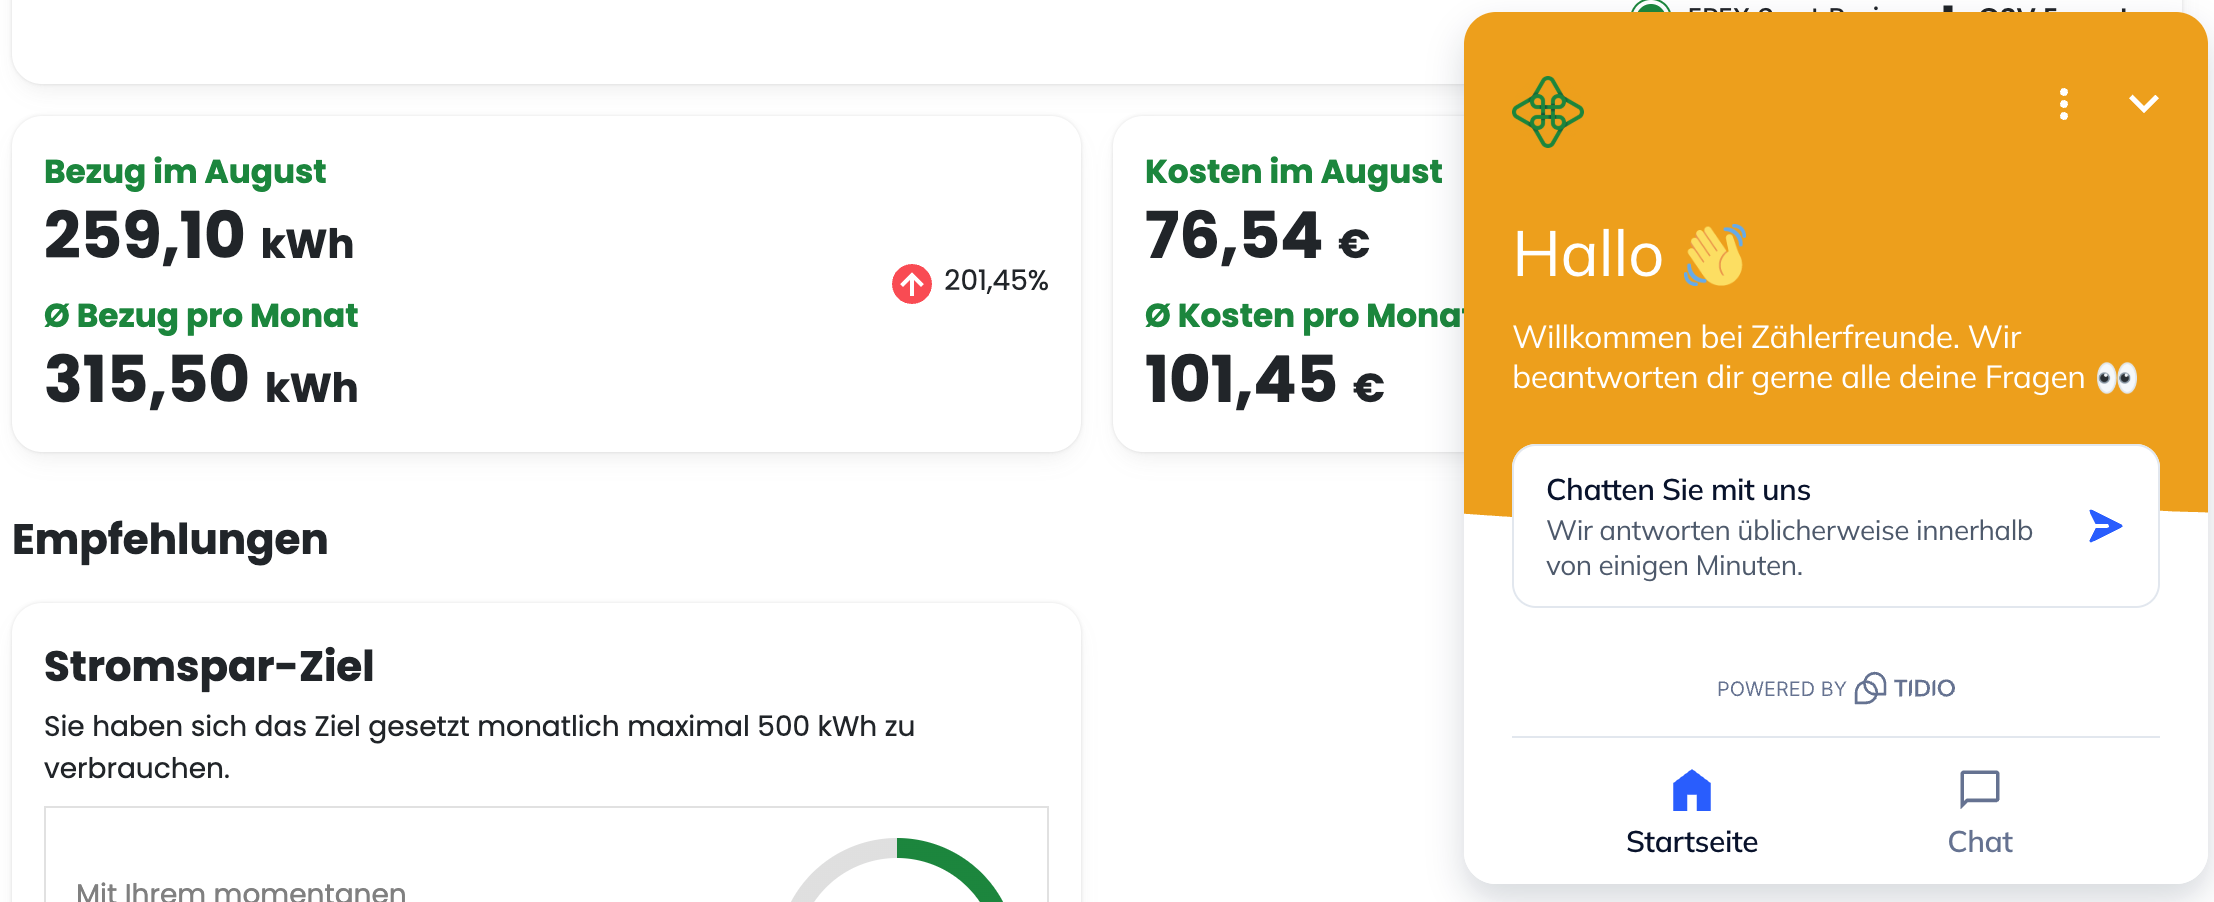 Bezug im August
259,10 kWh
201,45%
Ø Bezug pro Monat
315,50 kWh
Kosten im August
76,54 €
Ø Kosten pro Monat
101,45 €
Empfehlungen
Stromspar-Ziel
Sie haben sich das Ziel gesetzt monatlich maximal 500 kWh zu
verbrauchen.
Mit Ihrem momentanen
Hallo 👋
Willkommen bei Zählerfreunde. Wir
beantworten dir gerne alle deine Fragen 👀
Chatten Sie mit uns
Wir antworten üblicherweise innerhalb
von einigen Minuten.
POWERED BY TIDIO
Startseite
Chat